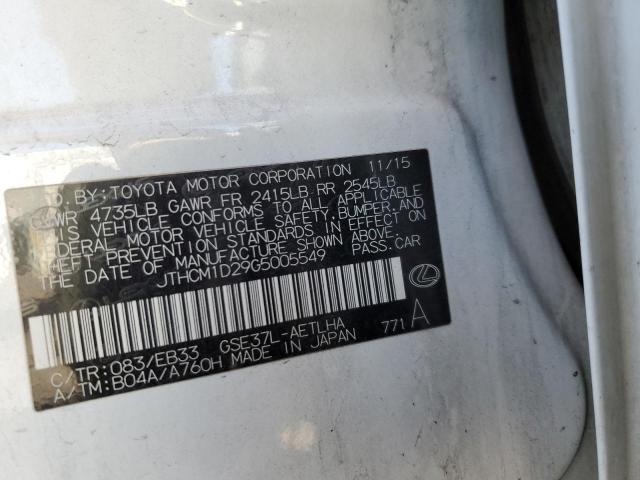 D. BY: TOYOTA MOTOR CORPORATION 11/15
GVWR 4735LB GAWR FR 2415LB RR 2545LB
IS VEHICLE CONFORMS TO ALL APPLICABLE
FEDERAL MOTOR VEHICLE SAFETY, BUMPER, AND
THEFT PREVENTION STANDARDS IN EFFECT ON
THE DATE OF MANUFACTURE SHOWN ABOVE.
JTHCM1D29G5005549 PASS. CAR
C/TR: 083/EB33 GSE37L-AETLHA 771 A
A/TM: B04A/A760H MADE IN JAPAN